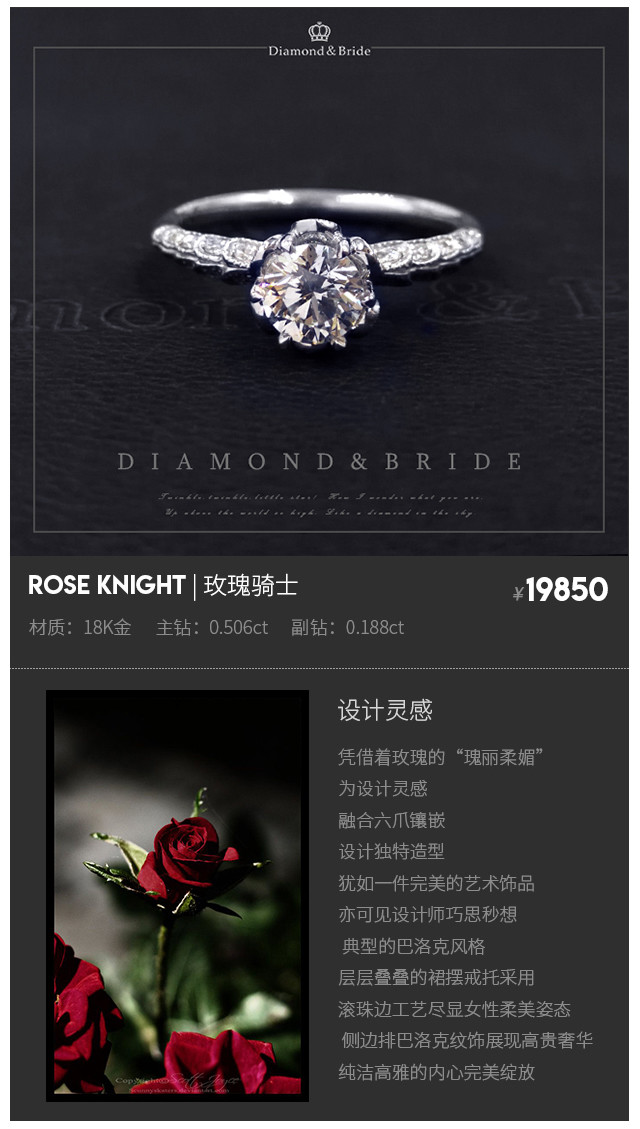 Diamond & Bride
DIAMOND&BRIDE
Twinkle, twinkle, little star! How I wonder what you are.
Up above the world so high. Like a diamond in the sky
ROSE KNIGHT | 玫瑰骑士
¥19850
材质：18K金 主钻：0.506ct 副钻：0.188ct
设计灵感
凭借着玫瑰的“瑰丽柔媚”
为设计灵感
融合六爪镶嵌
设计独特造型
犹如一件完美的艺术饰品
亦可见设计师巧思秒想
典型的巴洛克风格
层层叠叠的裙摆戒托采用
滚珠边工艺尽显女性柔美姿态
侧边排巴洛克纹饰展现高贵奢华
纯洁高雅的内心完美绽放